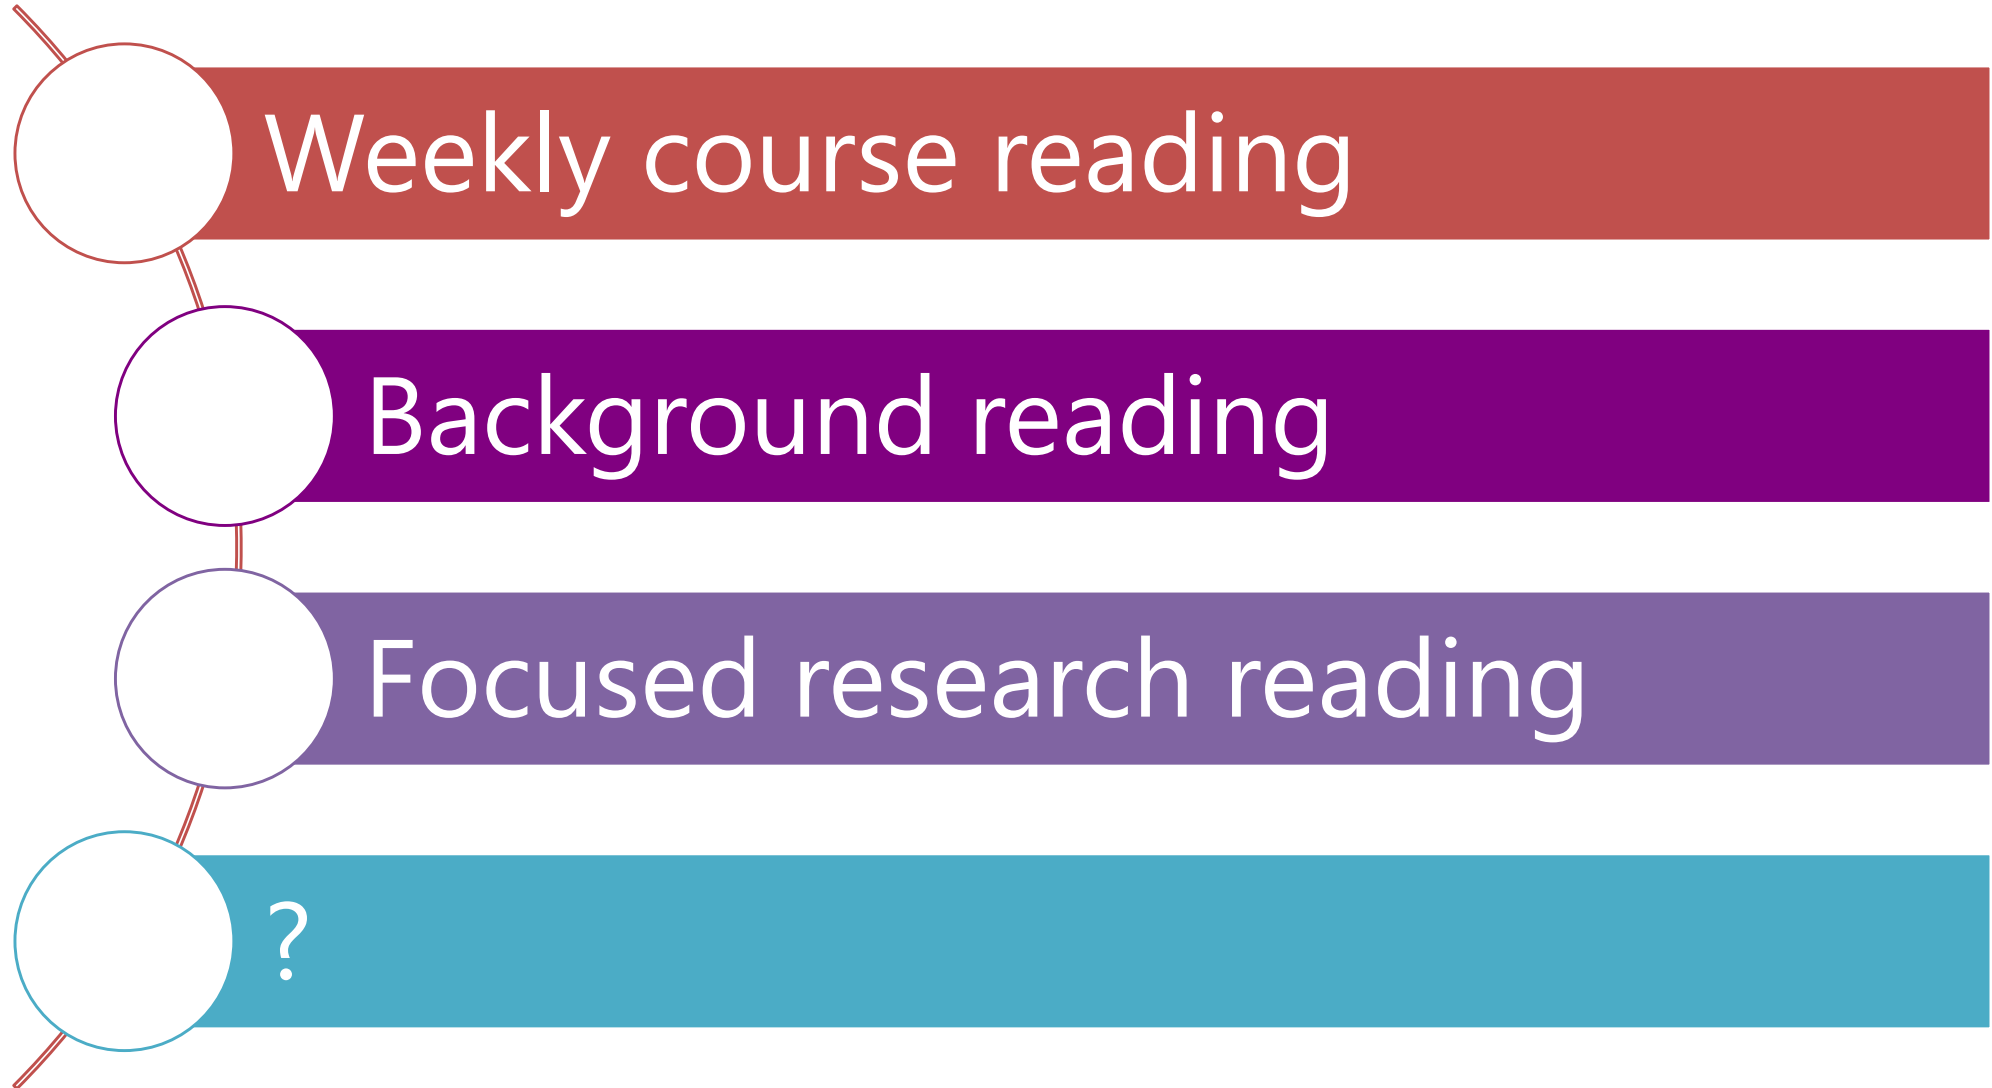 Weekly course reading
Background reading
Focused research reading
?